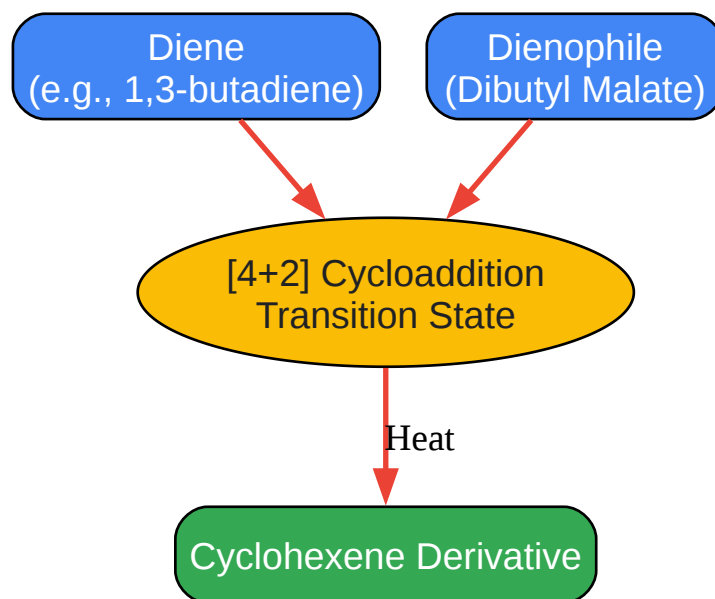 Diene
(e.g., 1,3-butadiene)
Dienophile
(Dibutyl Malate)
[4+2] Cycloaddition
Transition State
Heat
Cyclohexene Derivative